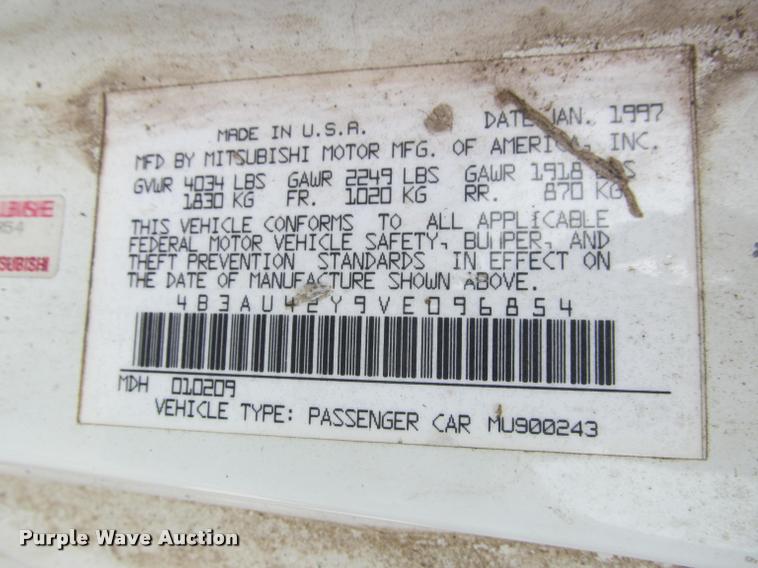 MADE IN U.S.A. DATE JAN. 1997
MFD BY MITSUBISHI MOTOR MFG. OF AMERICA, INC.
GVWR 4034 LBS GAWR 2249 LBS GAWR 1918 LBS
1830 KG FR. 1020 KG RR. 870 KG
THIS VEHICLE CONFORMS TO ALL APPLICABLE
FEDERAL MOTOR VEHICLE SAFETY, BUMPER, AND
THEFT PREVENTION STANDARDS IN EFFECT ON
THE DATE OF MANUFACTURE SHOWN ABOVE.
4B3AU42Y9VE096854
MDH 010209
VEHICLE TYPE: PASSENGER CAR MU900243
854
SUBISHI
Purple Wave Auction